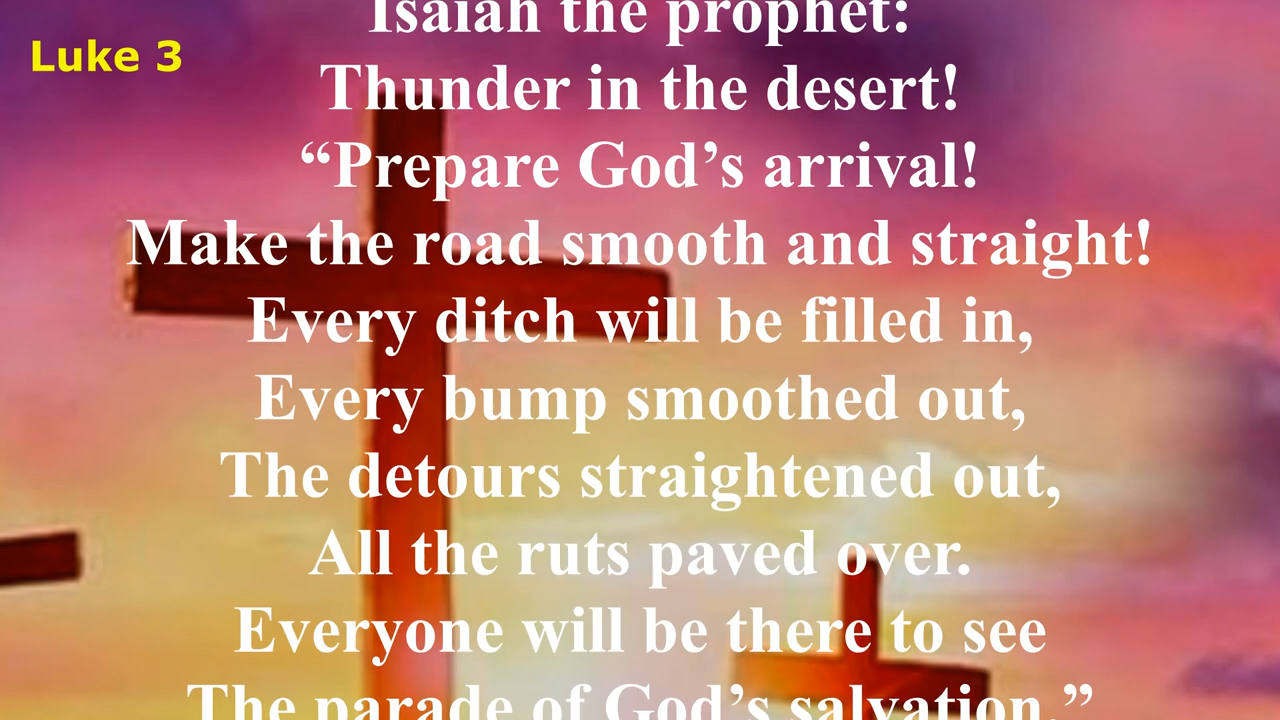 Luke 3
Isaiah the prophet:
Thunder in the desert!
“Prepare God’s arrival!
Make the road smooth and straight!
Every ditch will be filled in,
Every bump smoothed out,
The detours straightened out,
All the ruts paved over.
Everyone will be there to see
The parade of God’s salvation.”